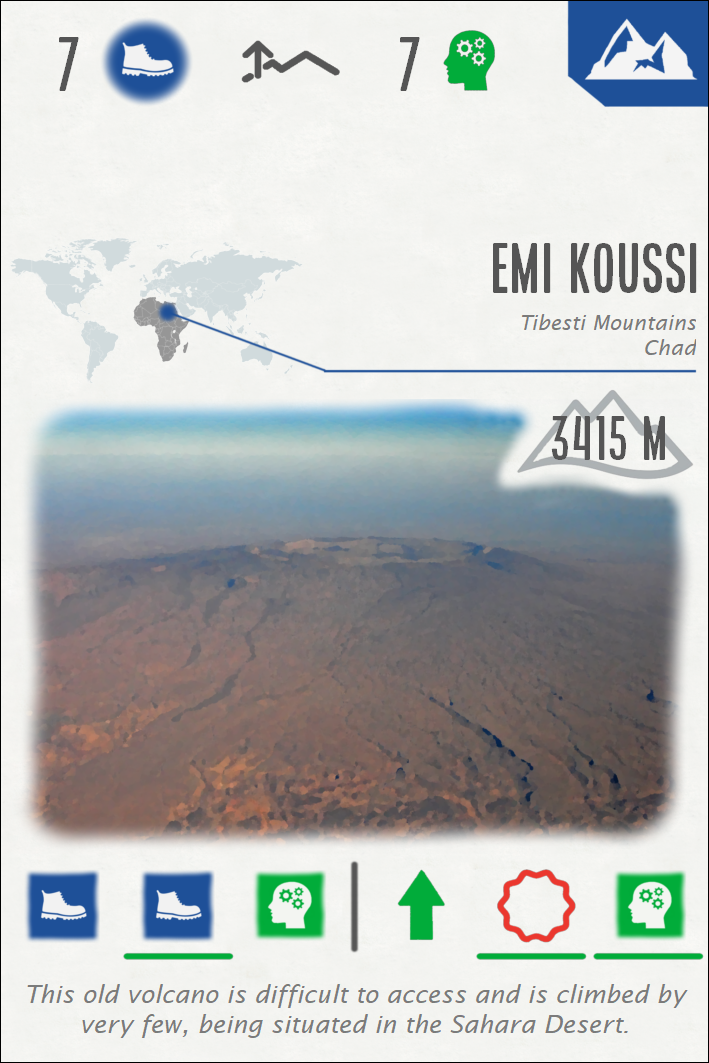 7 7
EMI KOUSSI
Tibesti Mountains
Chad
3415 M
This old volcano is difficult to access and is climbed by
very few, being situated in the Sahara Desert.